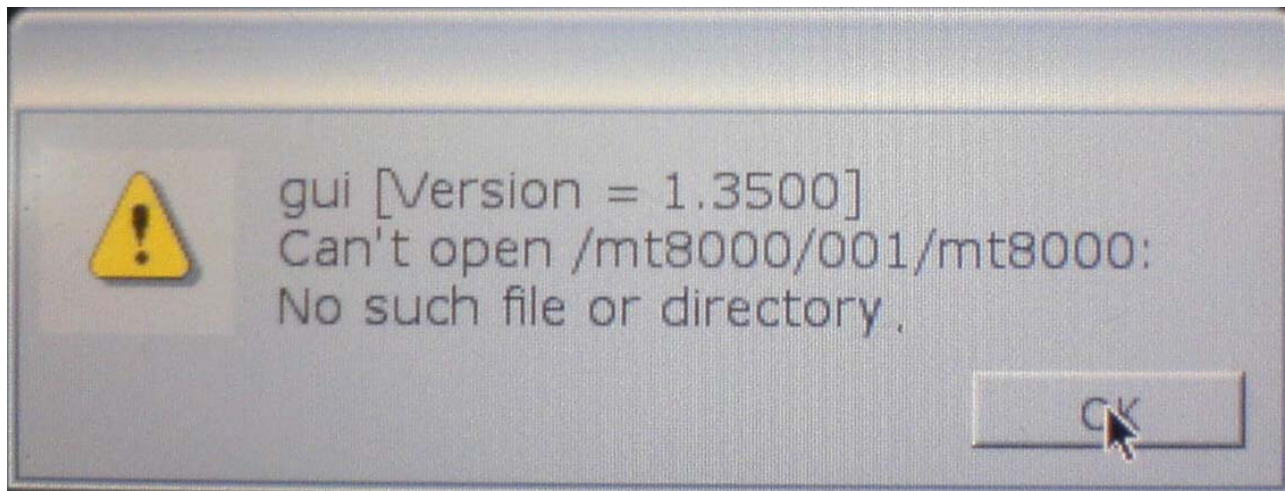 gui [Version = 1.3500]
Can't open /mt8000/001/mt8000:
No such file or directory.
OK